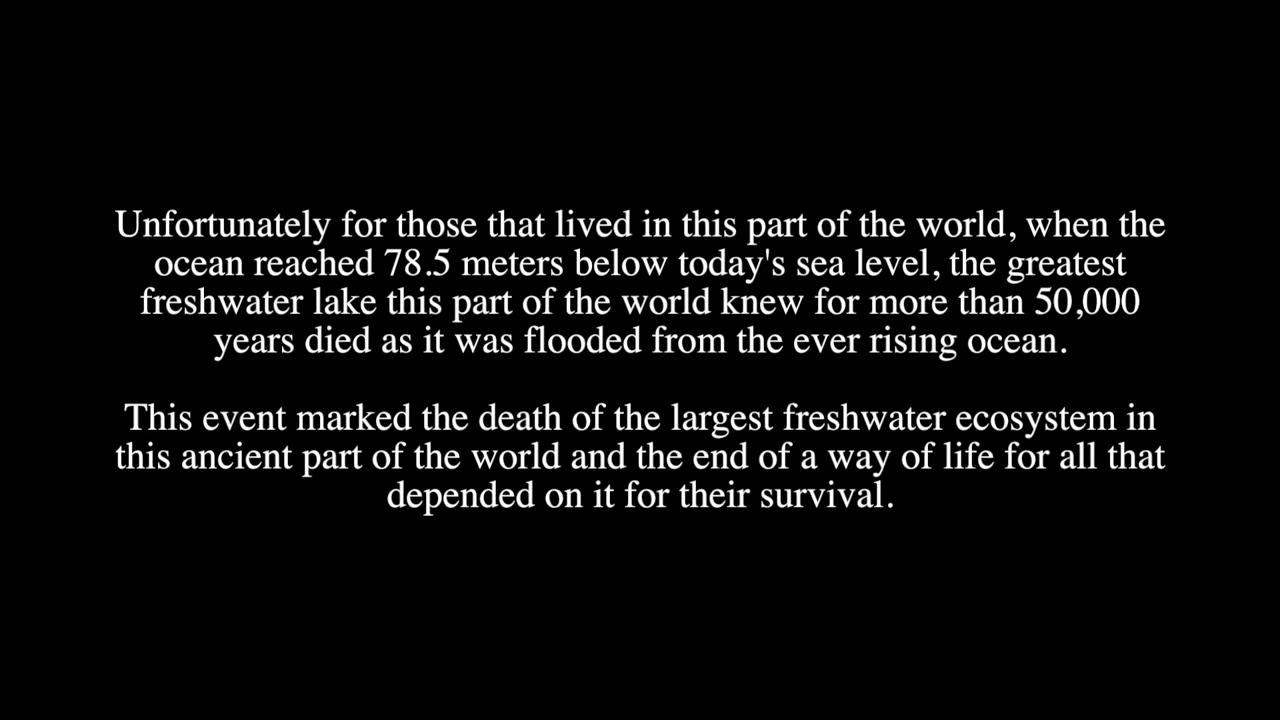 Unfortunately for those that lived in this part of the world, when the
ocean reached 78.5 meters below today's sea level, the greatest
freshwater lake this part of the world knew for more than 50,000
years died as it was flooded from the ever rising ocean.
This event marked the death of the largest freshwater ecosystem in
this ancient part of the world and the end of a way of life for all that
depended on it for their survival.